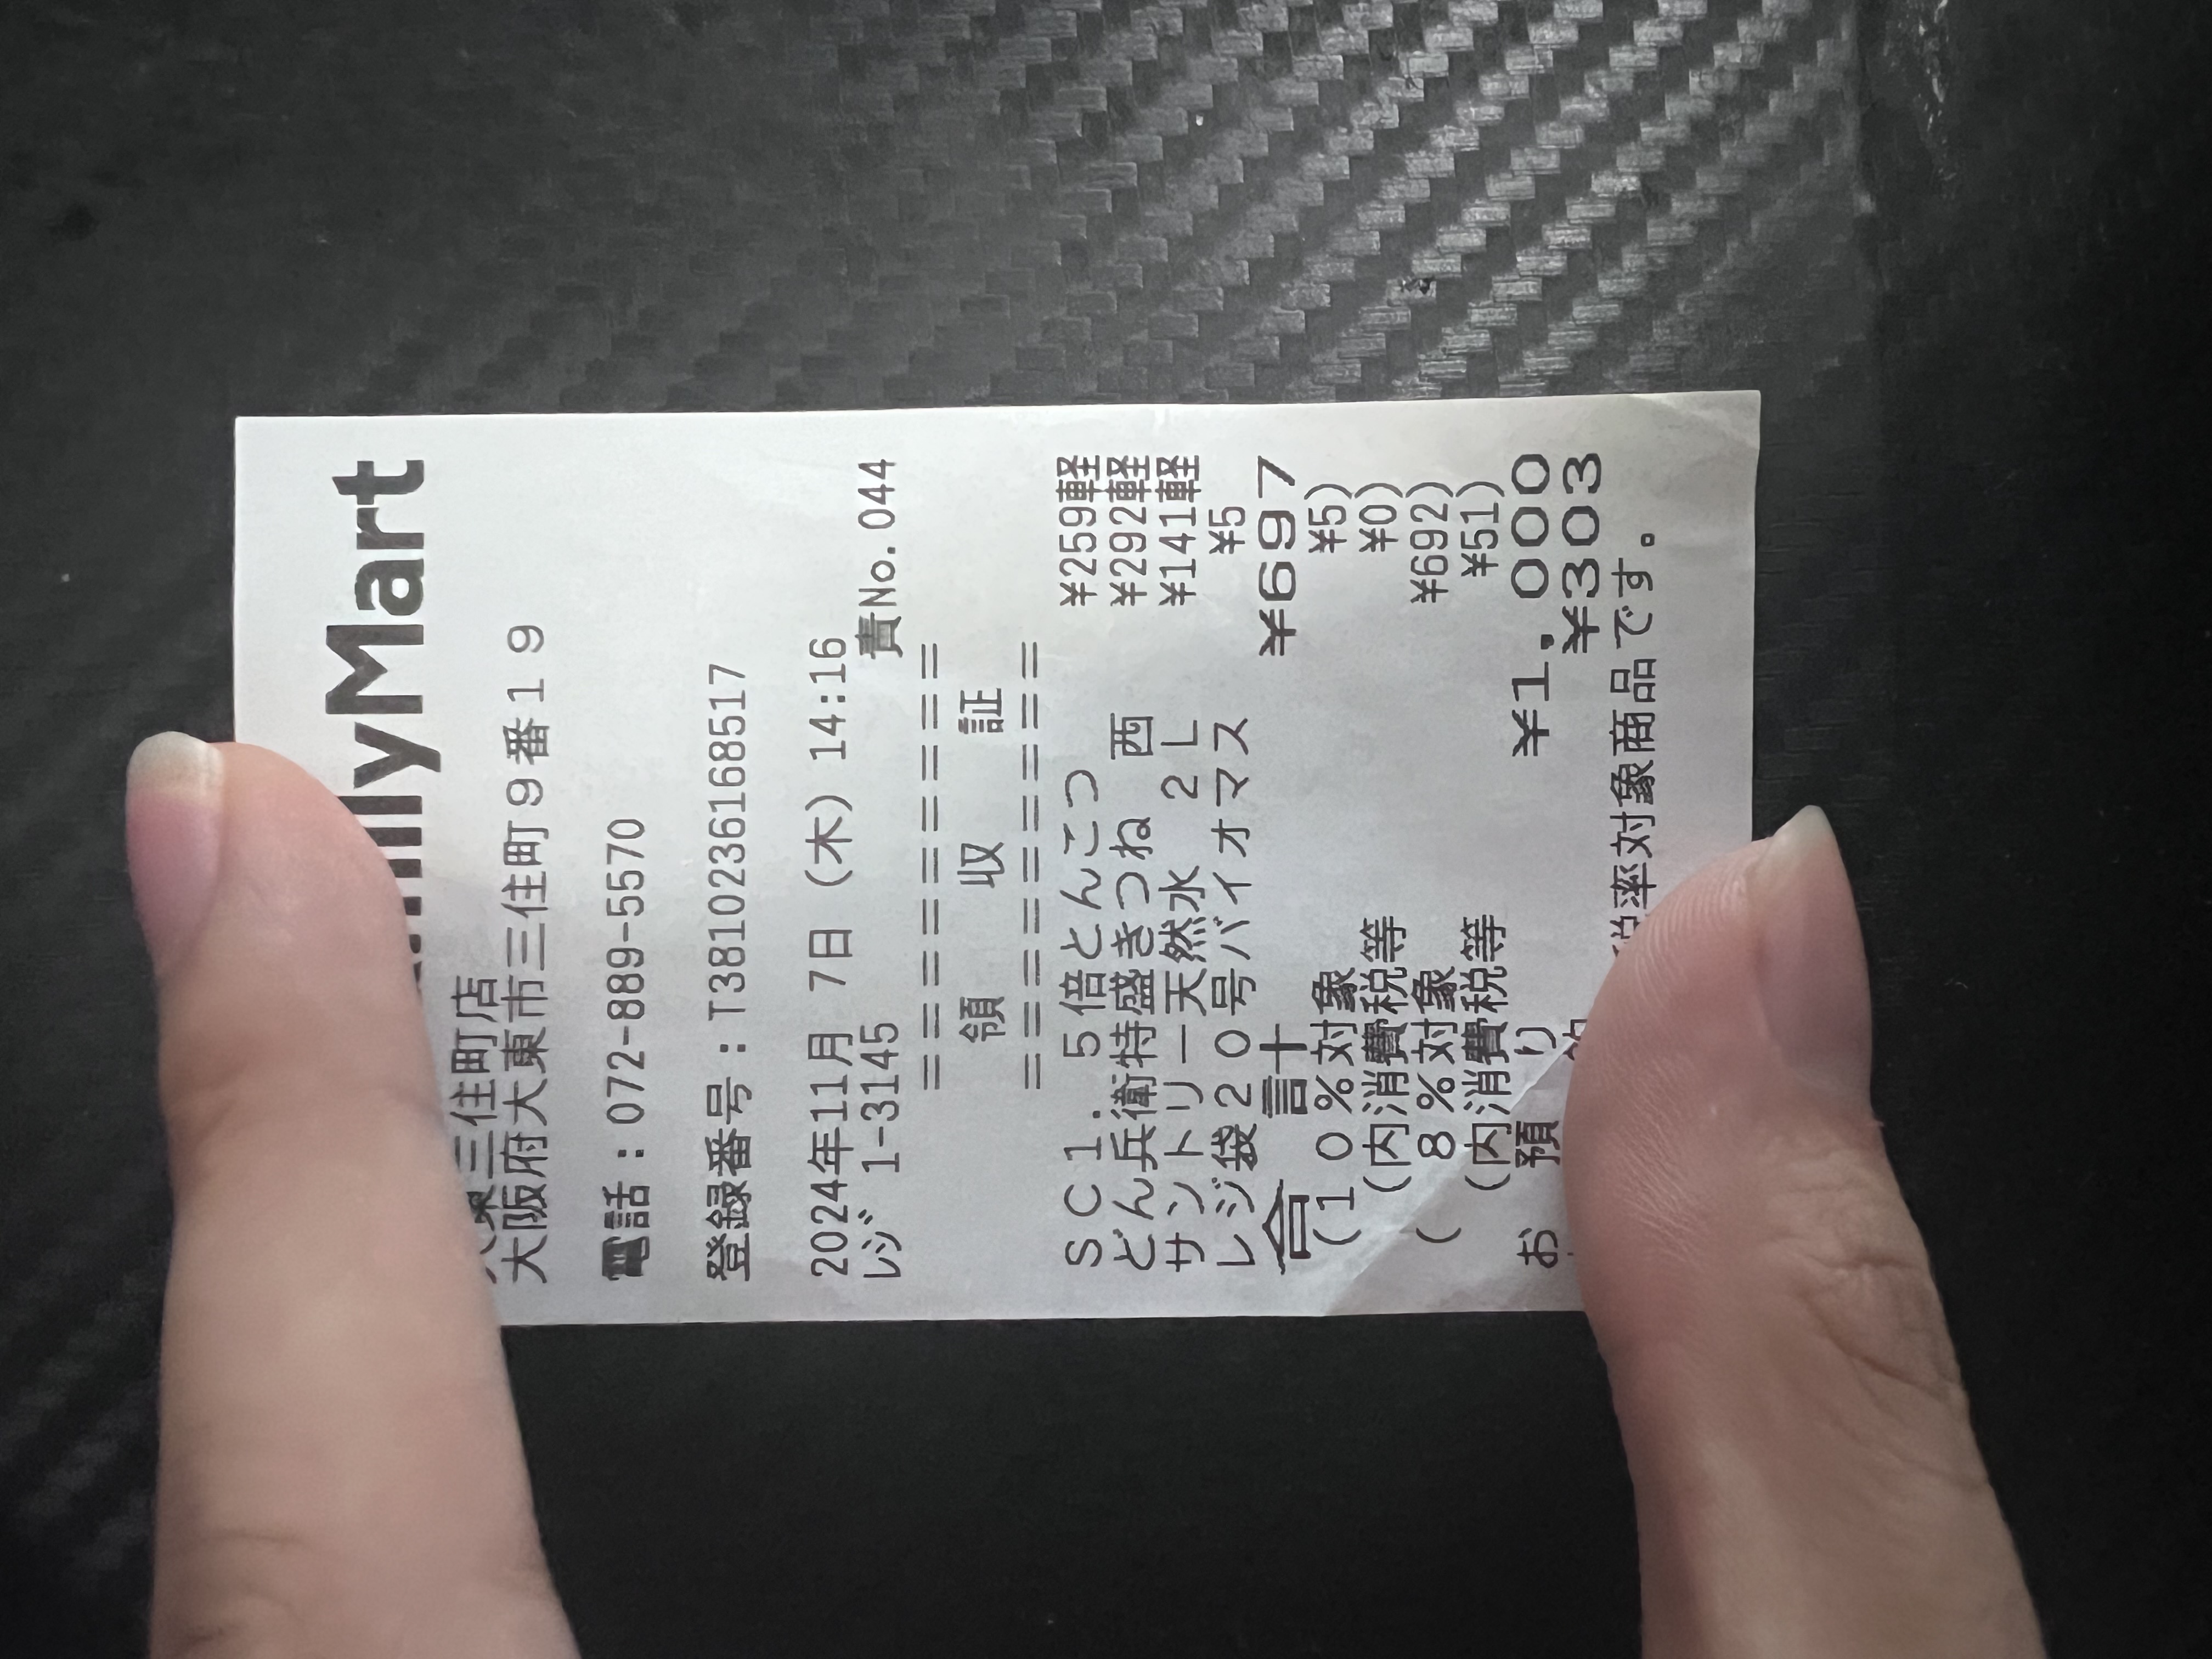 FamilyMart
大東三住町店
大阪府大東市三住町9番19
電話：072-889-5570
登録番号：T3810236168517
2024年11月 7日（木）14:16
ﾚｼﾞ 1-3145 責No.044
＝＝＝＝＝＝＝＝＝
領 収 証
＝＝＝＝＝＝＝＝＝
ＳＣ１．５倍とんこつ ¥259軽
どん兵衛特盛きつね 西 ¥292軽
サントリー天然水 ２Ｌ ¥141軽
レジ袋２０号バイオマス ¥5
合 計 ¥697
(１０％対象 ¥5)
(内消費税等 ¥0)
( ８％対象 ¥692)
(内消費税等 ¥51)
お 預 り ¥1,000
釣 ¥303
税率対象商品です。